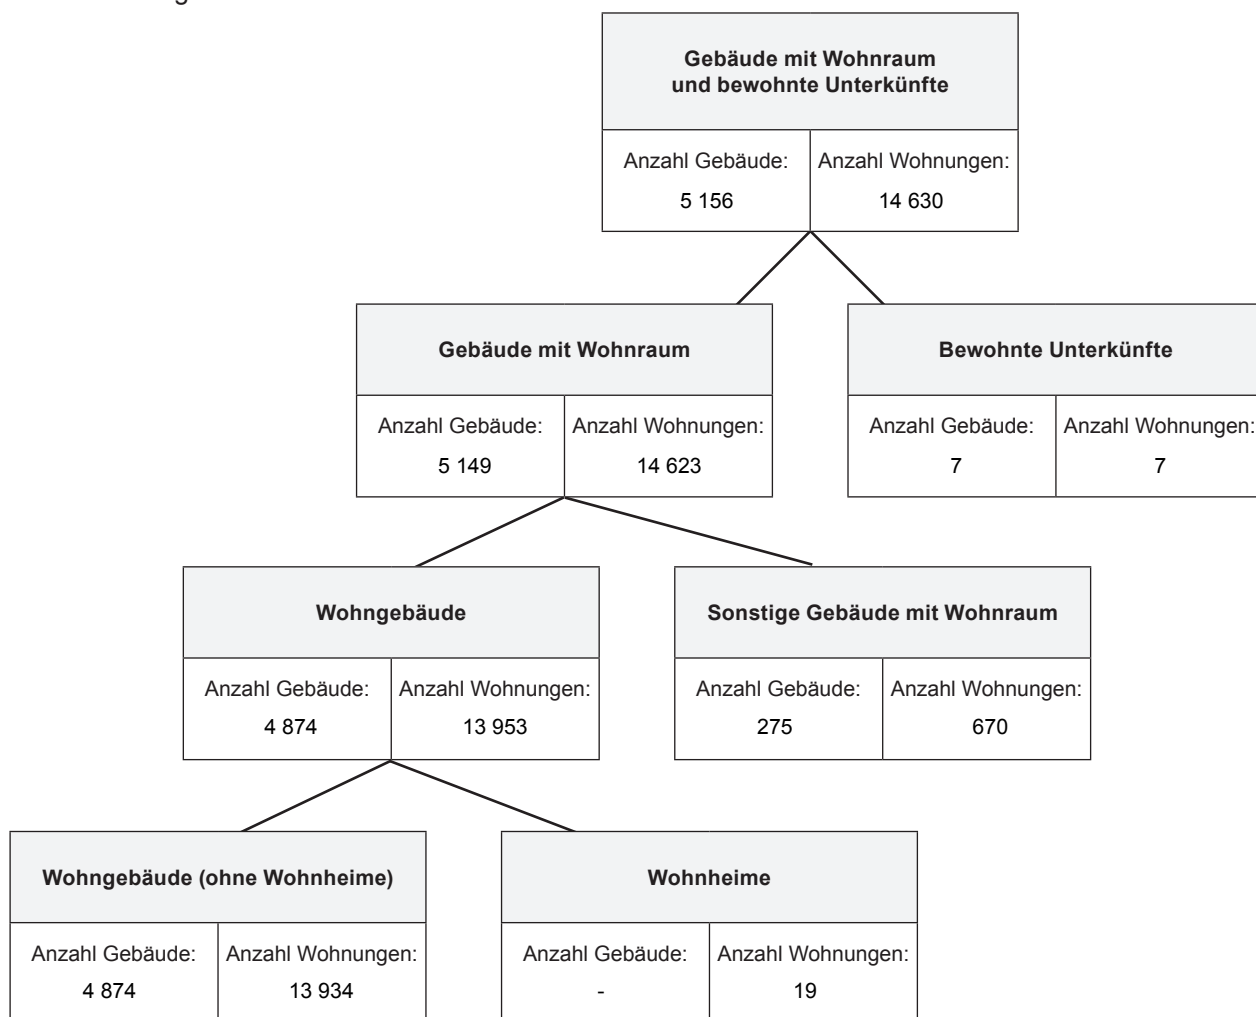 Gebäude mit Wohnraum
und bewohnte Unterkünfte
Anzahl Gebäude: Anzahl Wohnungen:
5 156 14 630
Gebäude mit Wohnraum Bewohnte Unterkünfte
Anzahl Gebäude: Anzahl Wohnungen: Anzahl Gebäude: Anzahl Wohnungen:
5 149 14 623 7 7
Wohngebäude Sonstige Gebäude mit Wohnraum
Anzahl Gebäude: Anzahl Wohnungen: Anzahl Gebäude: Anzahl Wohnungen:
4 874 13 953 275 670
Wohngebäude (ohne Wohnheime) Wohnheime
Anzahl Gebäude: Anzahl Wohnungen: Anzahl Gebäude: Anzahl Wohnungen:
4 874 13 934 - 19